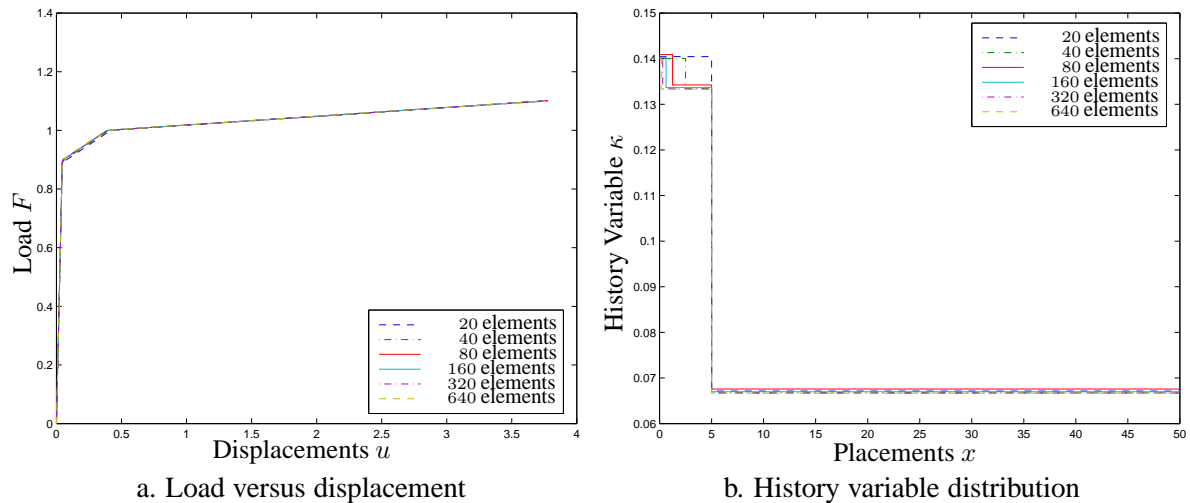 1.4
1.2
1
0.8
0.6
0.4
0.2
0
Load F
0 0.5 1 1.5 2 2.5 3 3.5 4
Displacements u
20 elements
40 elements
80 elements
160 elements
320 elements
640 elements
a. Load versus displacement
0.15
0.14
0.13
0.12
0.11
0.1
0.09
0.08
0.07
0.06
History Variable κ
0 5 10 15 20 25 30 35 40 45 50
Placements x
20 elements
40 elements
80 elements
160 elements
320 elements
640 elements
b. History variable distribution